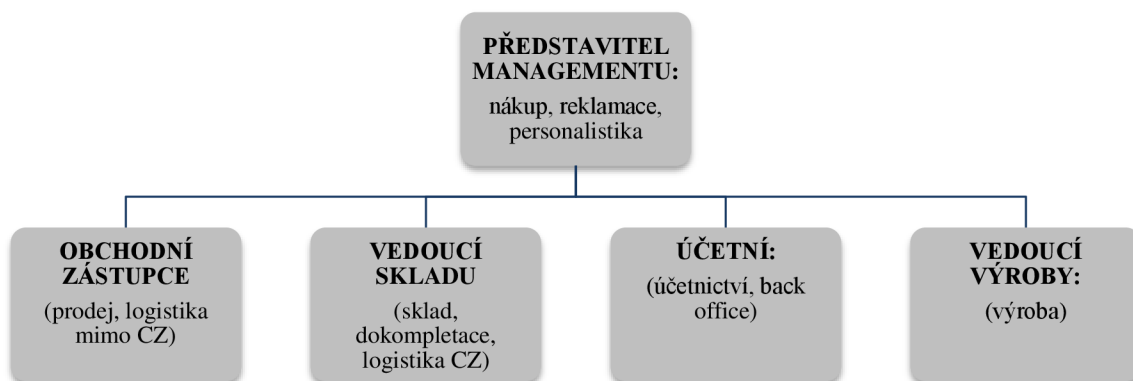 PŘEDSTAVITEL
MANAGEMENTU:
nákup, reklamace,
personalistika
OBCHODNÍ
ZÁSTUPCE
(prodej, logistika
mimo CZ)
VEDOUCÍ
SKLADU
(sklad,
dokompletace,
logistika CZ)
ÚČETNÍ:
(účetnictví, back
office)
VEDOUCÍ
VÝROBY:
(výroba)